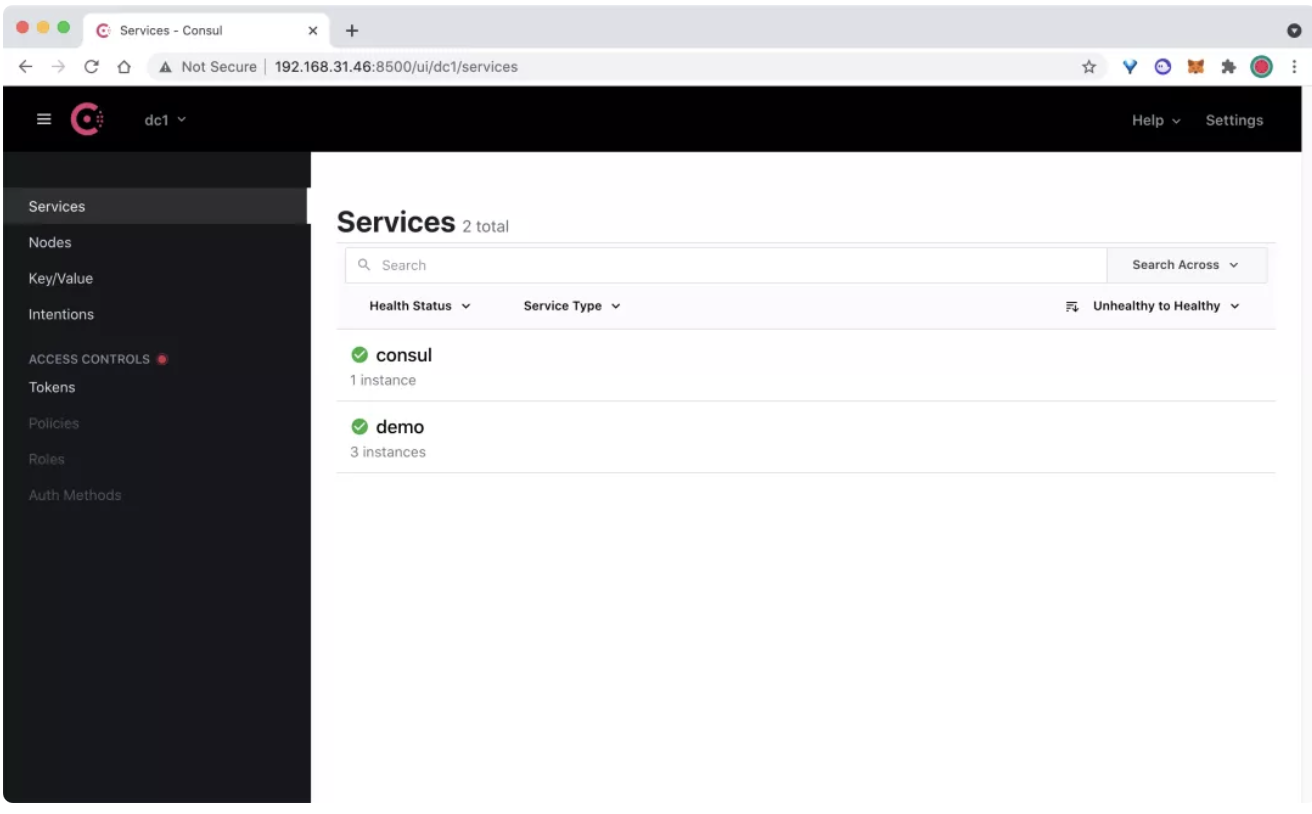 Services - Consul
Not Secure | 192.168.31.46:8500/ui/dc1/services
dc1
Help
Settings
Services
Nodes
Key/Value
Intentions
ACCESS CONTROLS
Tokens
Policies
Roles
Auth Methods
Services 2 total
Search
Search Across
Health Status
Service Type
Unhealthy to Healthy
consul
1 instance
demo
3 instances